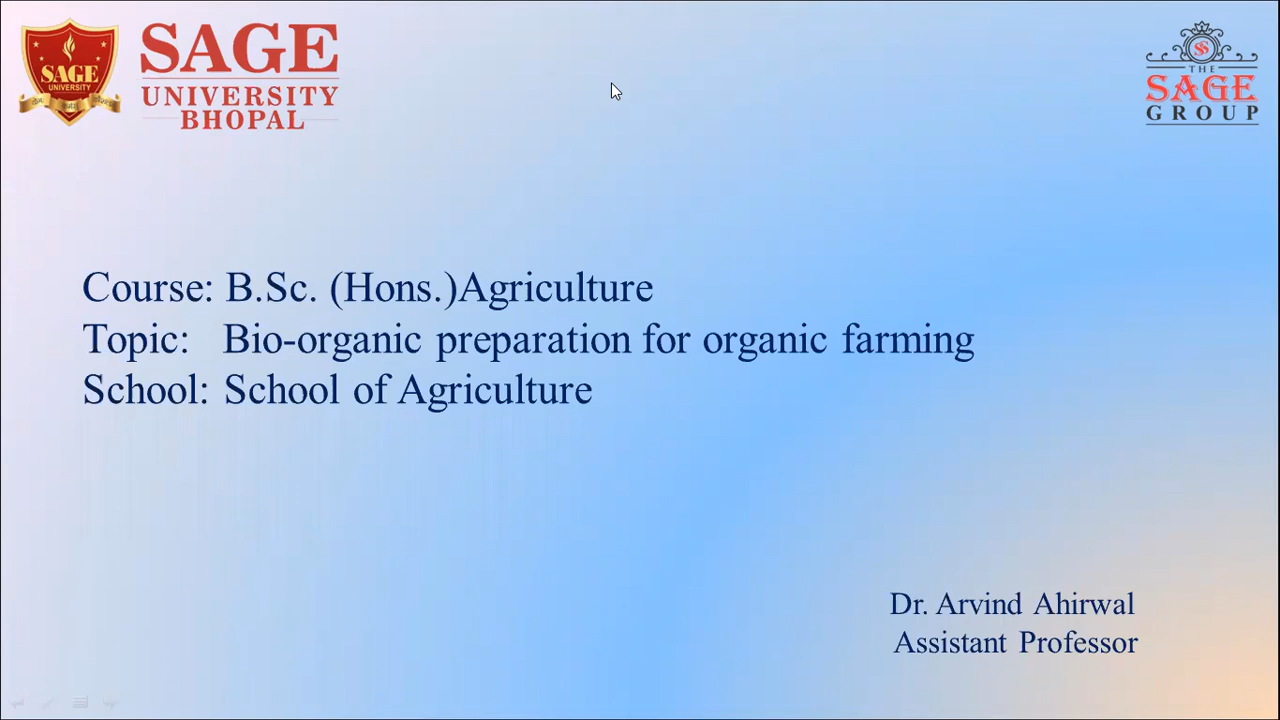 SAGE
UNIVERSITY
SAGE
UNIVERSITY
BHOPAL
THE
SAGE
GROUP
Course: B.Sc. (Hons.)Agriculture
Topic: Bio-organic preparation for organic farming
School: School of Agriculture
Dr. Arvind Ahirwal
Assistant Professor